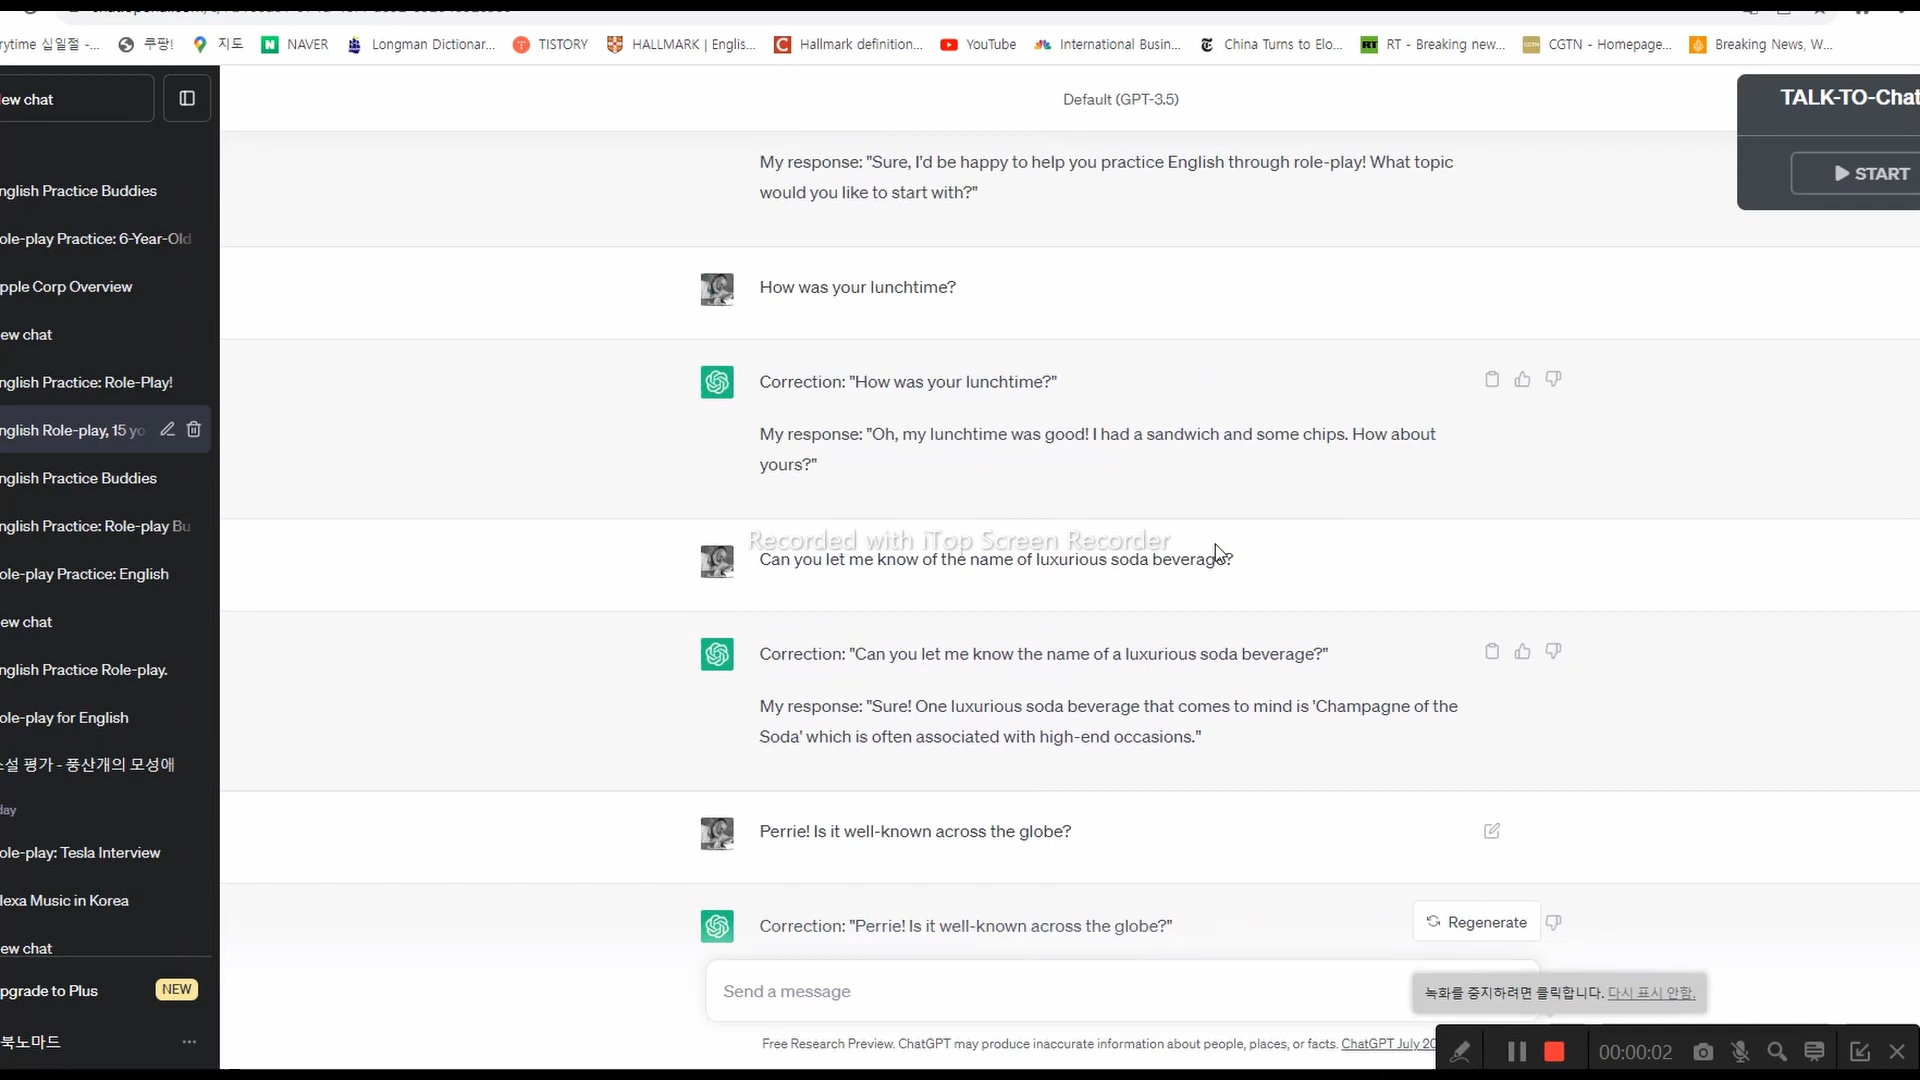 쿠팡!
지도
NAVER
Longman Dictionar...
TISTORY
HALLMARK | Englis...
Hallmark definition...
YouTube
International Busin...
China Turns to Elo...
RT - Breaking new...
CGTN - Homepage...
Breaking News, W...
rytime 십일절 -...
ew chat
Default (GPT-3.5)
TALK-TO-Chat
START
My response: "Sure, I'd be happy to help you practice English through role-play! What topic
would you like to start with?"
How was your lunchtime?
Correction: "How was your lunchtime?"
My response: "Oh, my lunchtime was good! I had a sandwich and some chips. How about
yours?"
Recorded with iTop Screen Recorder
Can you let me know of the name of luxurious soda beverage?
Correction: "Can you let me know the name of a luxurious soda beverage?"
My response: "Sure! One luxurious soda beverage that comes to mind is 'Champagne of the
Soda' which is often associated with high-end occasions."
Perrie! Is it well-known across the globe?
Correction: "Perrie! Is it well-known across the globe?"
Regenerate
Send a message
Free Research Preview. ChatGPT may produce inaccurate information about people, places, or facts. ChatGPT July 20
녹화를 중지하려면 클릭합니다. 다시 표시 안함.
00:00:02
nglish Practice Buddies
ole-play Practice: 6-Year-Old
pple Corp Overview
ew chat
nglish Practice: Role-Play!
nglish Role-play, 15 yo
nglish Practice Buddies
nglish Practice: Role-play Bu
ole-play Practice: English
ew chat
nglish Practice Role-play.
ole-play for English
설 평가 - 풍산개의 모성애
day
ole-play: Tesla Interview
lexa Music in Korea
ew chat
pgrade to Plus
NEW
북노마드